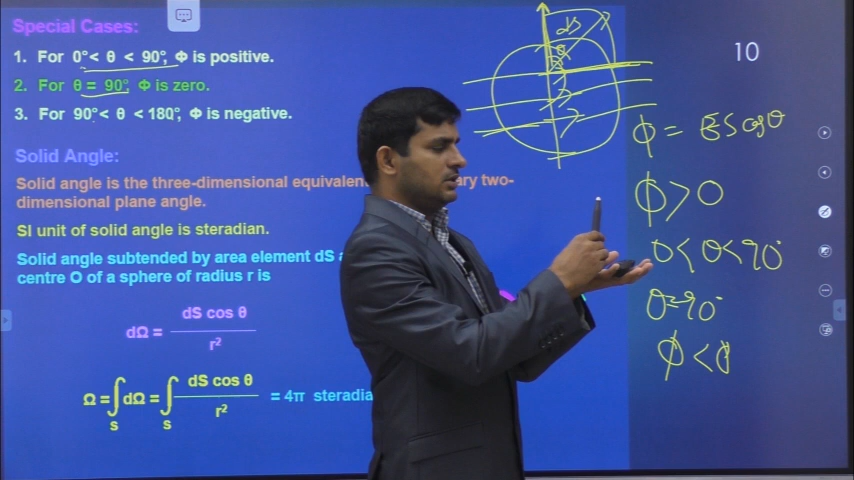 Special Cases:
1. For 0°< θ < 90°, Φ is positive.
2. For θ = 90°, Φ is zero.
3. For 90°< θ < 180°, Φ is negative.
Solid Angle:
Solid angle is the three-dimensional ary two-
dimensional plane angle.
SI unit of solid angle is steradian.
Solid angle subtended by area element dS
centre O of a sphere of radius r is
dΩ = dS cos θ
r²
Ω = ∫ dΩ = ∫ dS cos θ / r² = 4π steradia
S S
10
ds
θ
ϕ = ES cos θ
ϕ > 0
0 < θ < 90°
θ = 90°
ϕ < 0